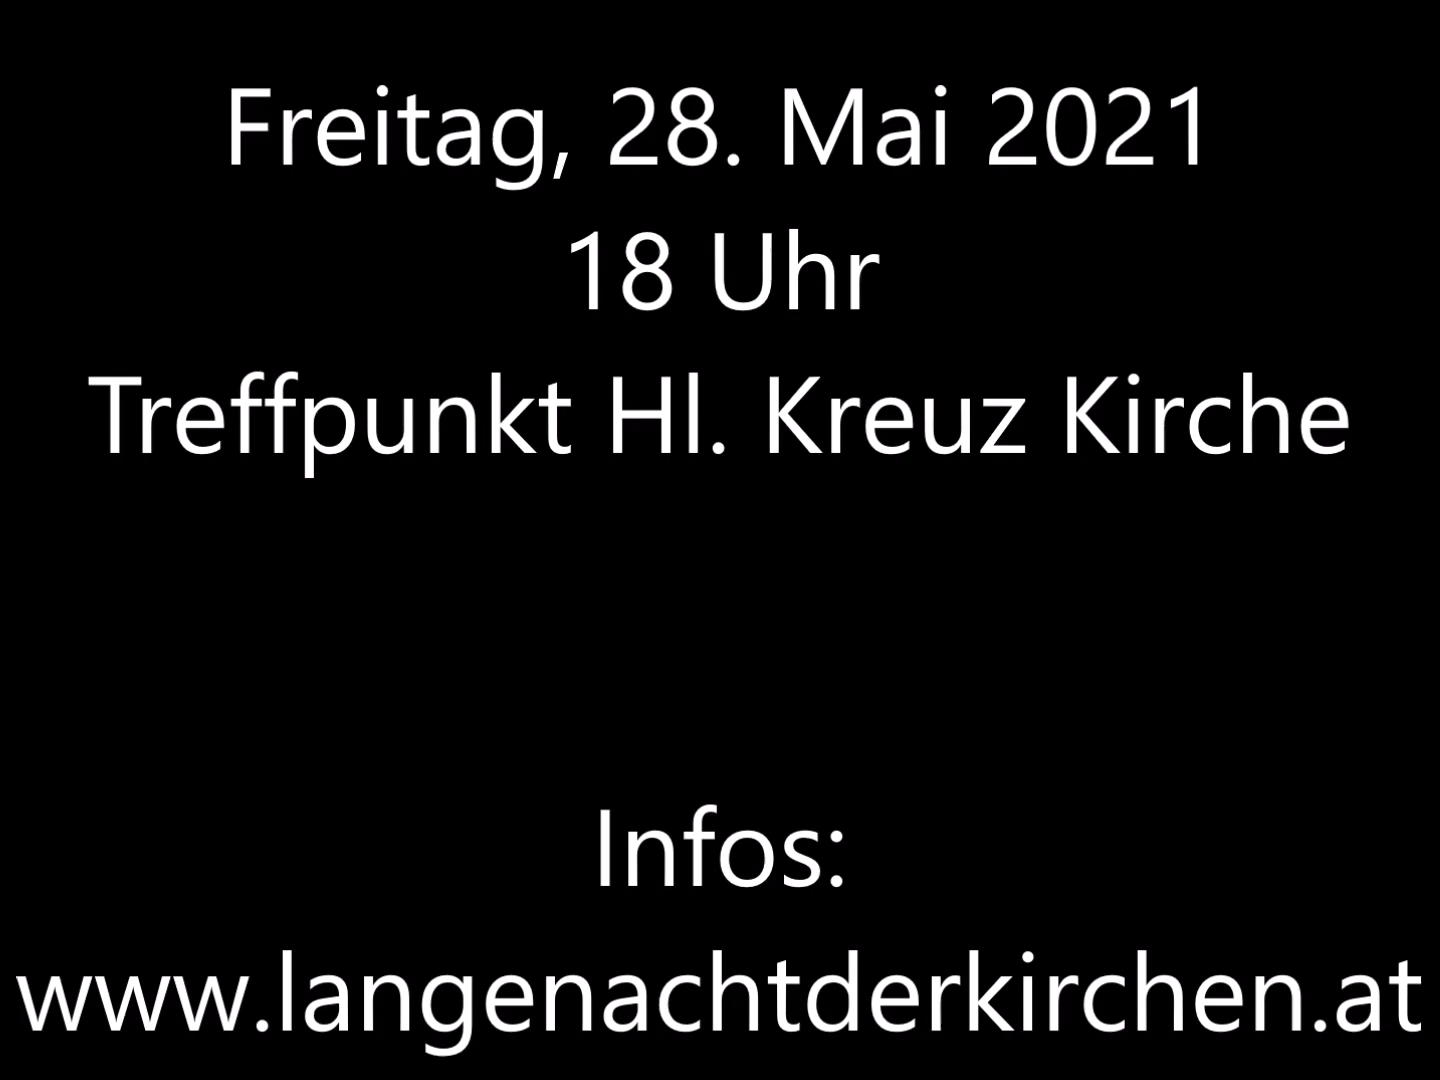 Freitag, 28. Mai 2021
18 Uhr
Treffpunkt Hl. Kreuz Kirche
Infos:
www.langenachtderkirchen.at